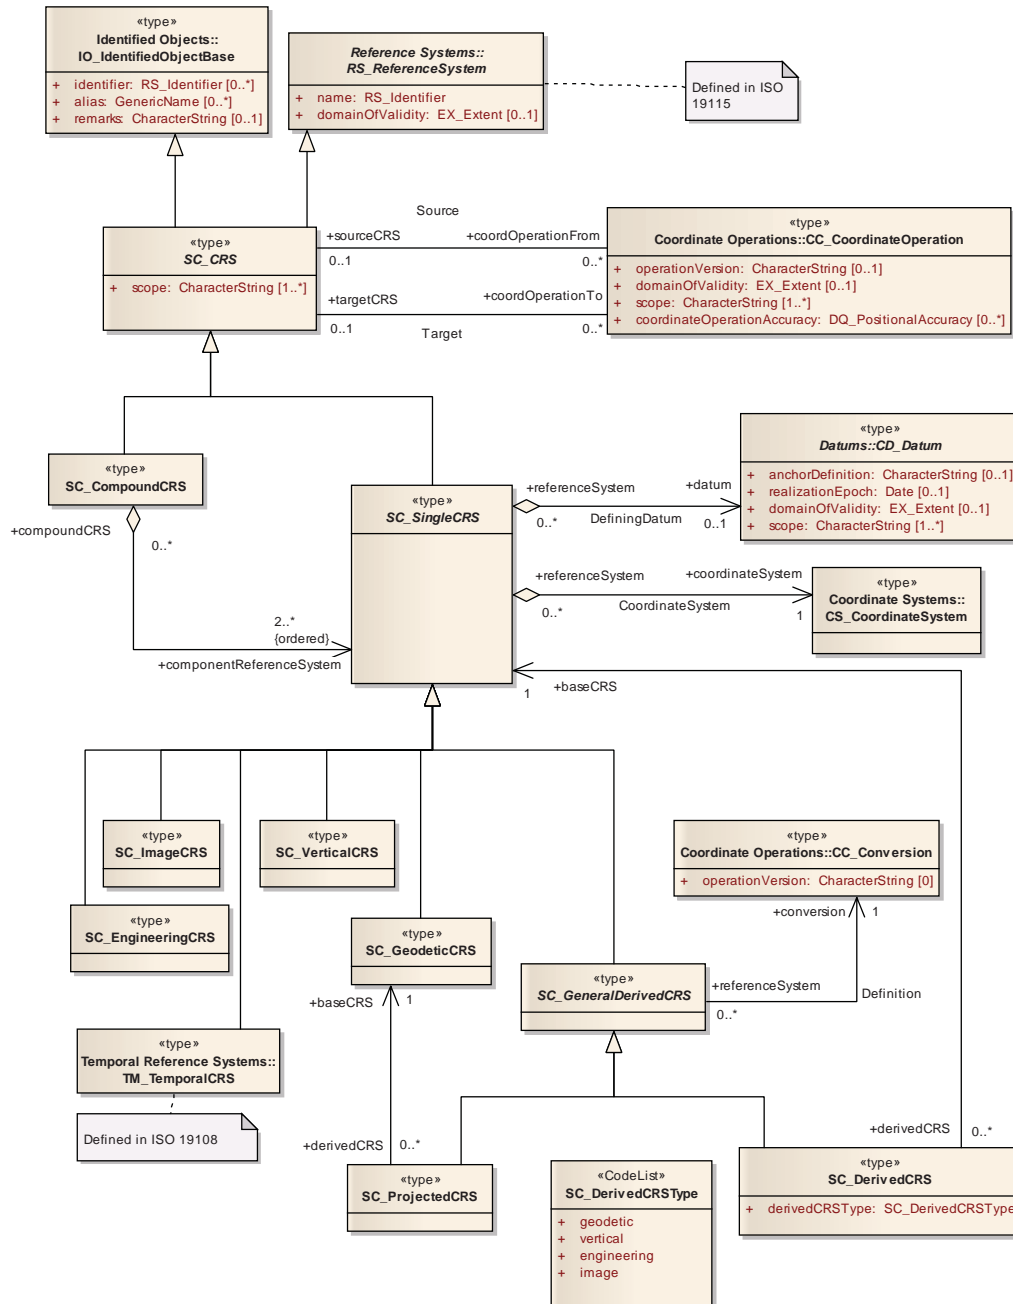 «type»
Identified Objects::
IO_IdentifiedObjectBase
+ identifier: RS_Identifier [0..*]
+ alias: GenericName [0..*]
+ remarks: CharacterString [0..1]
«type»
Reference Systems::
RS_ReferenceSystem
+ name: RS_Identifier
+ domainOfValidity: EX_Extent [0..1]
Defined in ISO
19115
«type»
SC_CRS
+ scope: CharacterString [1..*]
Source
+sourceCRS
+coordOperationFrom
0..1
0..*
+targetCRS
+coordOperationTo
0..1
0..*
Target
«type»
Coordinate Operations::CC_CoordinateOperation
+ operationVersion: CharacterString [0..1]
+ domainOfValidity: EX_Extent [0..1]
+ scope: CharacterString [1..*]
+ coordinateOperationAccuracy: DQ_PositionalAccuracy [0..*]
«type»
SC_CompoundCRS
+compoundCRS
0..*
2..*
{ordered}
+componentReferenceSystem
«type»
SC_SingleCRS
+referenceSystem
+datum
0..*
DefiningDatum
0..1
«type»
Datums::CD_Datum
+ anchorDefinition: CharacterString [0..1]
+ realizationEpoch: Date [0..1]
+ domainOfValidity: EX_Extent [0..1]
+ scope: CharacterString [1..*]
+referenceSystem
+coordinateSystem
0..*
CoordinateSystem
1
«type»
Coordinate Systems::
CS_CoordinateSystem
1
+baseCRS
«type»
SC_ImageCRS
«type»
SC_VerticalCRS
«type»
Coordinate Operations::CC_Conversion
+ operationVersion: CharacterString [0]
«type»
SC_EngineeringCRS
«type»
SC_GeodeticCRS
+conversion
1
«type»
SC_GeneralDerivedCRS
+referenceSystem
0..*
Definition
+baseCRS
1
«type»
Temporal Reference Systems::
TM_TemporalCRS
Defined in ISO 19108
+derivedCRS
0..*
«type»
SC_ProjectedCRS
«CodeList»
SC_DerivedCRSType
+ geodetic
+ vertical
+ engineering
+ image
+derivedCRS
0..*
«type»
SC_DerivedCRS
+ derivedCRSType: SC_DerivedCRSType